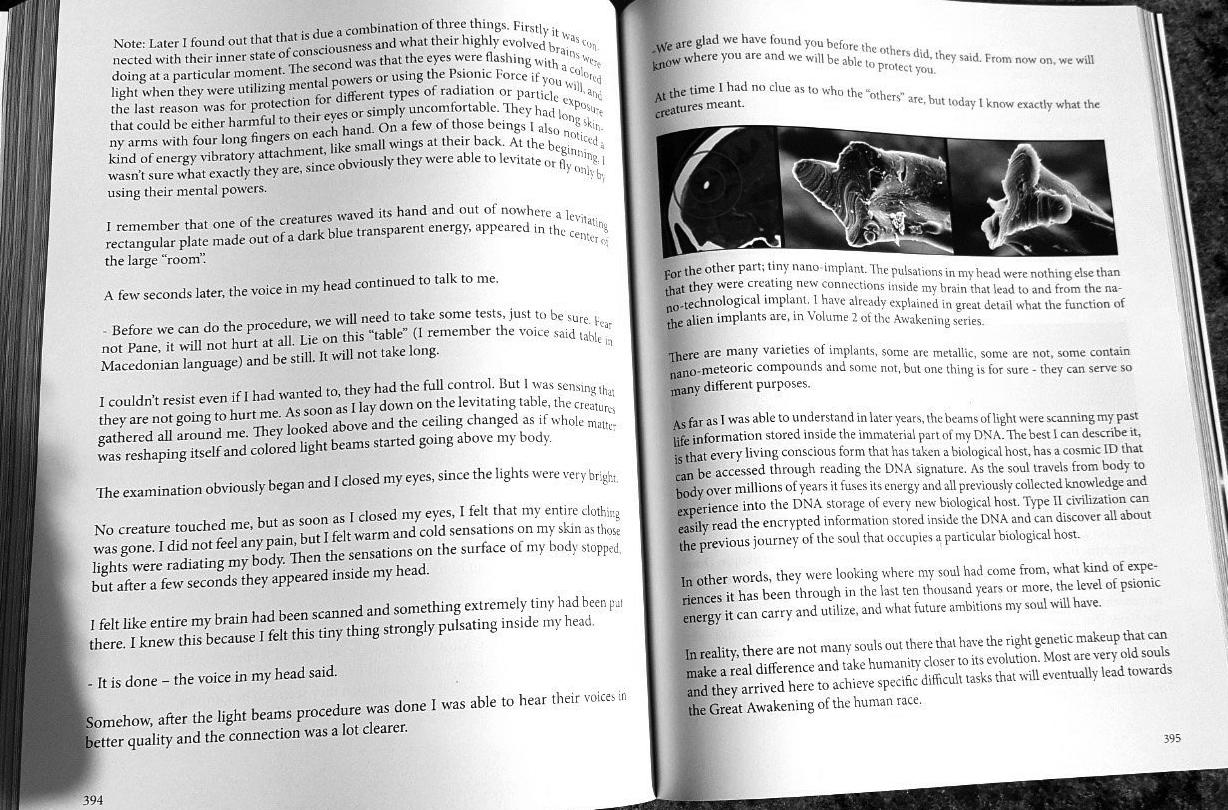 Note: Later I found out that that is due a combination of three things. Firstly it was con-
nected with their inner state of consciousness and what their highly evolved brains were
doing at a particular moment. The second was that the eyes were flashing with a colored
light when they were utilizing mental powers or using the Psionic Force if you will, and
the last reason was for protection for different types of radiation or particle exposure
that could be either harmful to their eyes or simply uncomfortable. They had long skin-
ny arms with four long fingers on each hand. On a few of those beings I also noticed a
kind of energy vibratory attachment, like small wings at their back. At the beginning, I
wasn't sure what exactly they are, since obviously they were able to levitate or fly only by
using their mental powers.
I remember that one of the creatures waved its hand and out of nowhere a levitating
rectangular plate made out of a dark blue transparent energy, appeared in the center of
the large “room”.
A few seconds later, the voice in my head continued to talk to me.
- Before we can do the procedure, we will need to take some tests, just to be sure. Fear
not Pane, it will not hurt at all. Lie on this “table” (I remember the voice said table in
Macedonian language) and be still. It will not take long.
I couldn't resist even if I had wanted to, they had the full control. But I was sensing that
they are not going to hurt me. As soon as I lay down on the levitating table, the creatures
gathered all around me. They looked above and the ceiling changed as if whole matter
was reshaping itself and colored light beams started going above my body.
The examination obviously began and I closed my eyes, since the lights were very bright.
No creature touched me, but as soon as I closed my eyes, I felt that my entire clothing
was gone. I did not feel any pain, but I felt warm and cold sensations on my skin as those
lights were radiating my body. Then the sensations on the surface of my body stopped,
but after a few seconds they appeared inside my head.
I felt like entire my brain had been scanned and something extremely tiny had been put
there. I knew this because I felt this tiny thing strongly pulsating inside my head.
- It is done – the voice in my head said.
Somehow, after the light beams procedure was done I was able to hear their voices in
better quality and the connection was a lot clearer.
394
-We are glad we have found you before the others did, they said. From now on, we will
know where you are and we will be able to protect you.
At the time I had no clue as to who the “others” are, but today I know exactly what the
creatures meant.
For the other part; tiny nano-implant. The pulsations in my head were nothing else than
that they were creating new connections inside my brain that lead to and from the na-
no-technological implant. I have already explained in great detail what the function of
the alien implants are, in Volume 2 of the Awakening series.
There are many varieties of implants, some are metallic, some are not, some contain
nano-meteoric compounds and some not, but one thing is for sure - they can serve so
many different purposes.
As far as I was able to understand in later years, the beams of light were scanning my past
life information stored inside the immaterial part of my DNA. The best I can describe it,
is that every living conscious form that has taken a biological host, has a cosmic ID that
can be accessed through reading the DNA signature. As the soul travels from body to
body over millions of years it fuses its energy and all previously collected knowledge and
experience into the DNA storage of every new biological host. Type II civilization can
easily read the encrypted information stored inside the DNA and can discover all about
the previous journey of the soul that occupies a particular biological host.
In other words, they were looking where my soul had come from, what kind of expe-
riences it has been through in the last ten thousand years or more, the level of psionic
energy it can carry and utilize, and what future ambitions my soul will have.
In reality, there are not many souls out there that have the right genetic makeup that can
make a real difference and take humanity closer to its evolution. Most are very old souls
and they arrived here to achieve specific difficult tasks that will eventually lead towards
the Great Awakening of the human race.
395